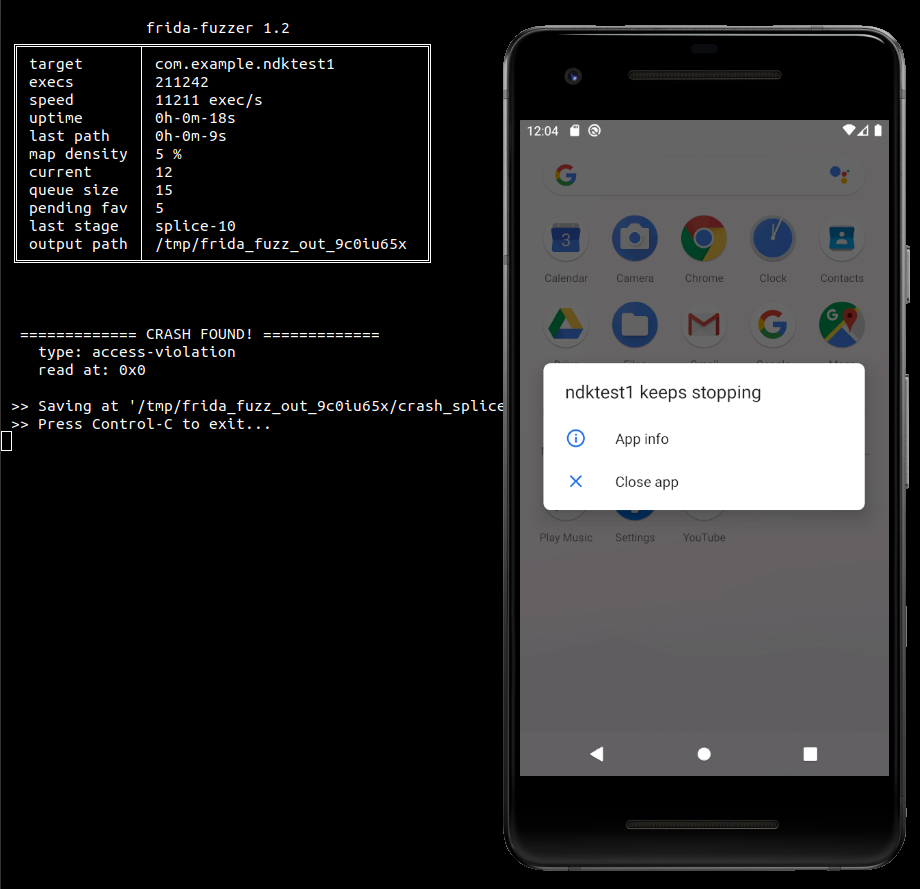 frida-fuzzer 1.2
target com.example.ndktest1
execs 211242
speed 11211 exec/s
uptime 0h-0m-18s
last path 0h-0m-9s
map density 5 %
current 12
queue size 15
pending fav 5
last stage splice-10
output path /tmp/frida_fuzz_out_9c0iu65x
============= CRASH FOUND! =============
type: access-violation
read at: 0x0
>> Saving at '/tmp/frida_fuzz_out_9c0iu65x/crash_splice
>> Press Control-C to exit...
12:04
3
Calendar Camera Chrome Clock Contacts
ndktest1 keeps stopping
App info
Close app
Play Music Settings YouTube